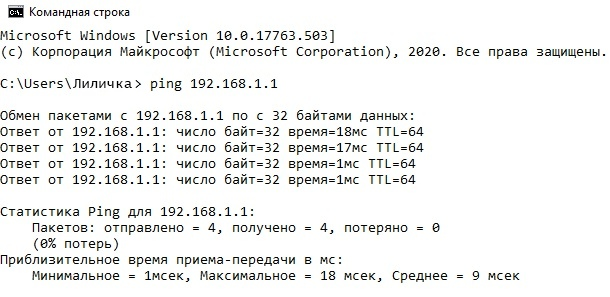 Командная строка
Microsoft Windows [Version 10.0.17763.503]
(c) Корпорация Майкрософт (Microsoft Corporation), 2020. Все права защищены.
C:\Users\Лиличка> ping 192.168.1.1
Обмен пакетами с 192.168.1.1 по с 32 байтами данных:
Ответ от 192.168.1.1: число байт=32 время=18мс TTL=64
Ответ от 192.168.1.1: число байт=32 время=17мс TTL=64
Ответ от 192.168.1.1: число байт=32 время=1мс TTL=64
Ответ от 192.168.1.1: число байт=32 время=1мс TTL=64
Статистика Ping для 192.168.1.1:
Пакетов: отправлено = 4, получено = 4, потеряно = 0
(0% потерь)
Приблизительное время приема-передачи в мс:
Минимальное = 1мсек, Максимальное = 18 мсек, Среднее = 9 мсек